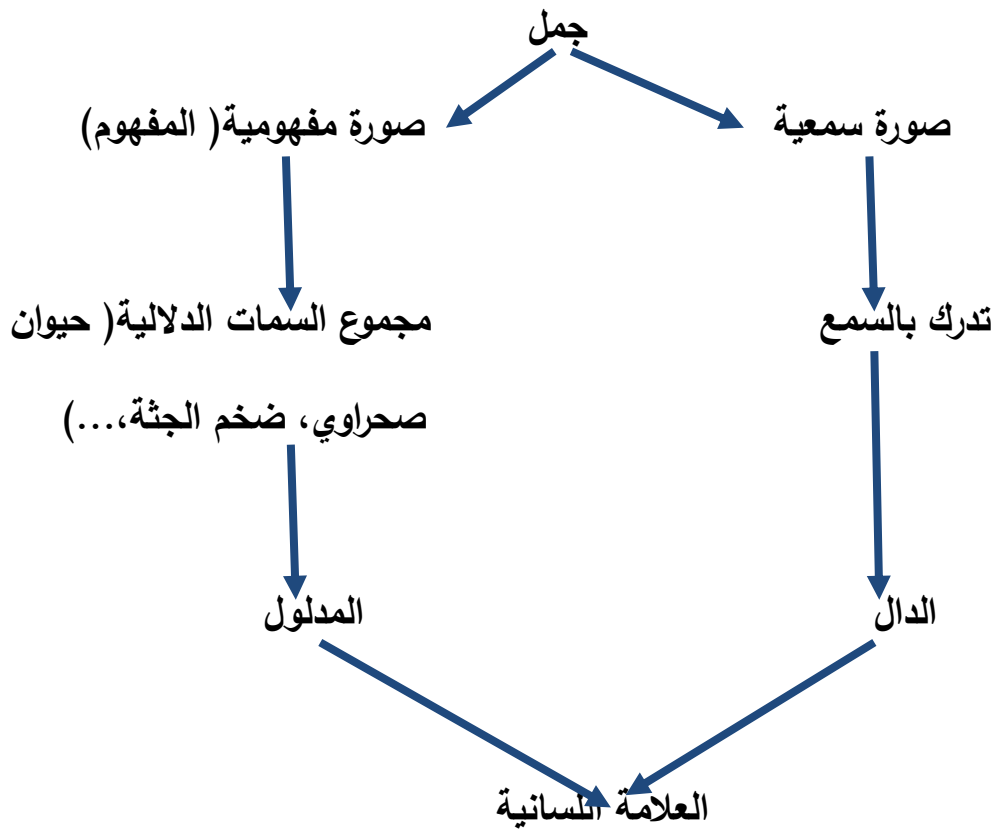 جمل
صورة سمعية
صورة مفهومية( المفهوم)
تدرك بالسمع
مجموع السمات الدلالية( حيوان
صحراوي، ضخم الجثة،...)
الدال
المدلول
العلامة اللسانية